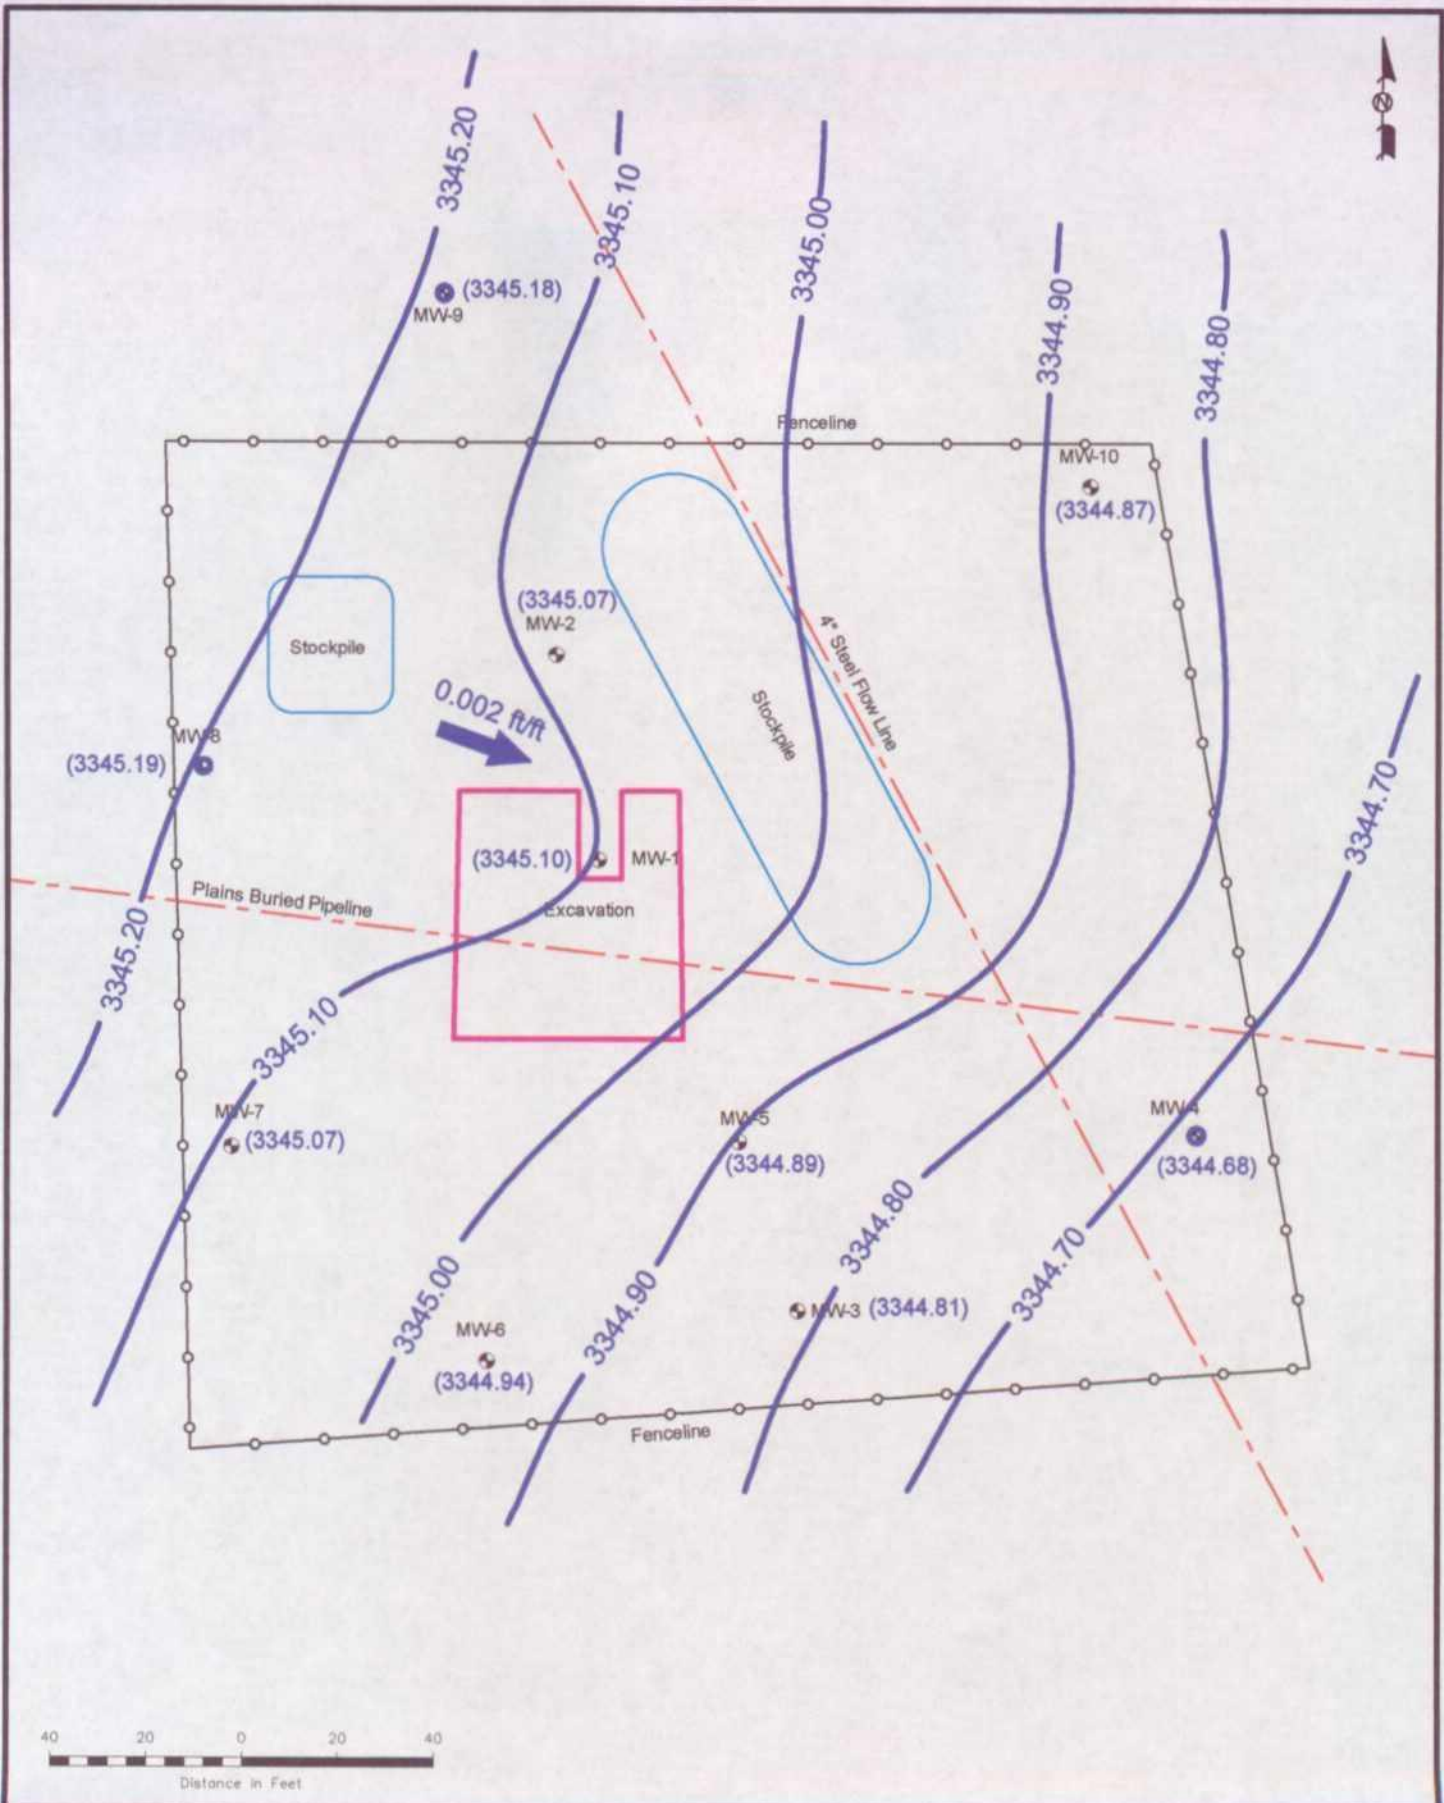 3345.20
3345.10
3345.00
3344.90
3344.80
(3345.18)
MW-9
Fenceline
MW-10
(3344.87)
(3345.07)
MW-2
Stockpile
4" Steel Flow Line
0.002 ft/ft
Stockpile
MW-8
(3345.19)
3344.70
(3345.10)
MW-1
Plains Buried Pipeline
Excavation
3345.20
3345.10
MW-7
(3345.07)
MW-5
(3344.89)
MW-4
(3344.68)
3344.80
3344.70
3345.00
3344.90
MW-3 (3344.81)
MW-6
(3344.94)
Fenceline
40 20 0 20 40
Distance in Feet